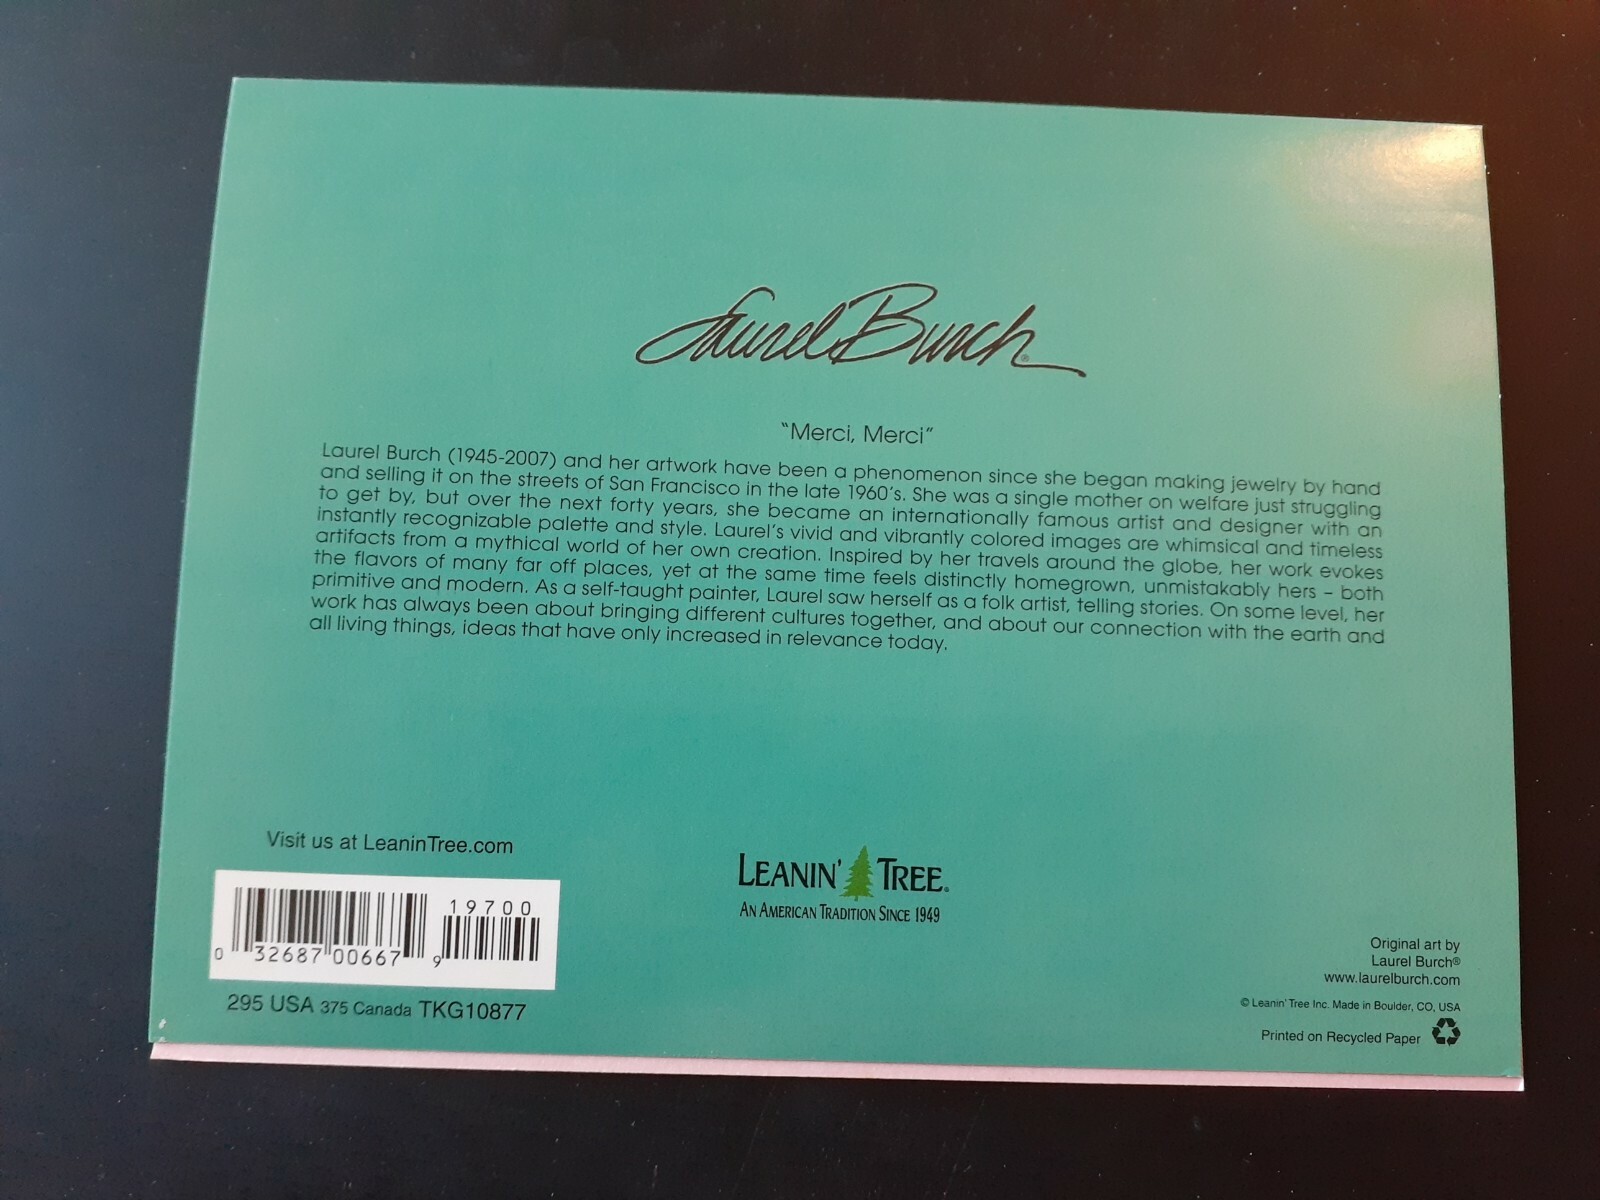 Laurel Burch®
“Merci, Merci”
Laurel Burch (1945-2007) and her artwork have been a phenomenon since she began making jewelry by hand
and selling it on the streets of San Francisco in the late 1960's. She was a single mother on welfare just struggling
to get by, but over the next forty years, she became an internationally famous artist and designer with an
instantly recognizable palette and style. Laurel's vivid and vibrantly colored images are whimsical and timeless
artifacts from a mythical world of her own creation. Inspired by her travels around the globe, her work evokes
the flavors of many far off places, yet at the same time feels distinctly homegrown, unmistakably hers – both
primitive and modern. As a self-taught painter, Laurel saw herself as a folk artist, telling stories. On some level, her
work has always been about bringing different cultures together, and about our connection with the earth and
all living things, ideas that have only increased in relevance today.
Visit us at LeaninTree.com
19700
0 32687 00667 9
295 USA 375 Canada TKG10877
LEANIN' TREE®
AN AMERICAN TRADITION SINCE 1949
Original art by
Laurel Burch®
www.laurelburch.com
© Leanin' Tree Inc. Made in Boulder, CO, USA
Printed on Recycled Paper